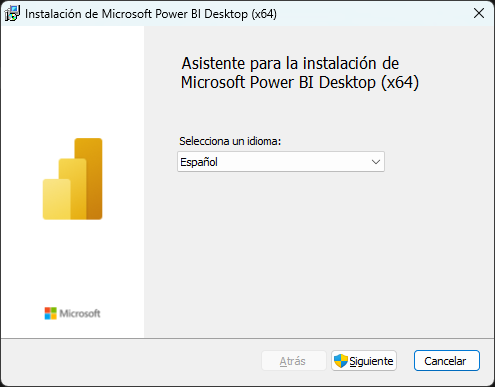 Instalación de Microsoft Power BI Desktop (x64)
Asistente para la instalación de
Microsoft Power BI Desktop (x64)
Selecciona un idioma:
Español
Microsoft
Atrás
Siguiente
Cancelar